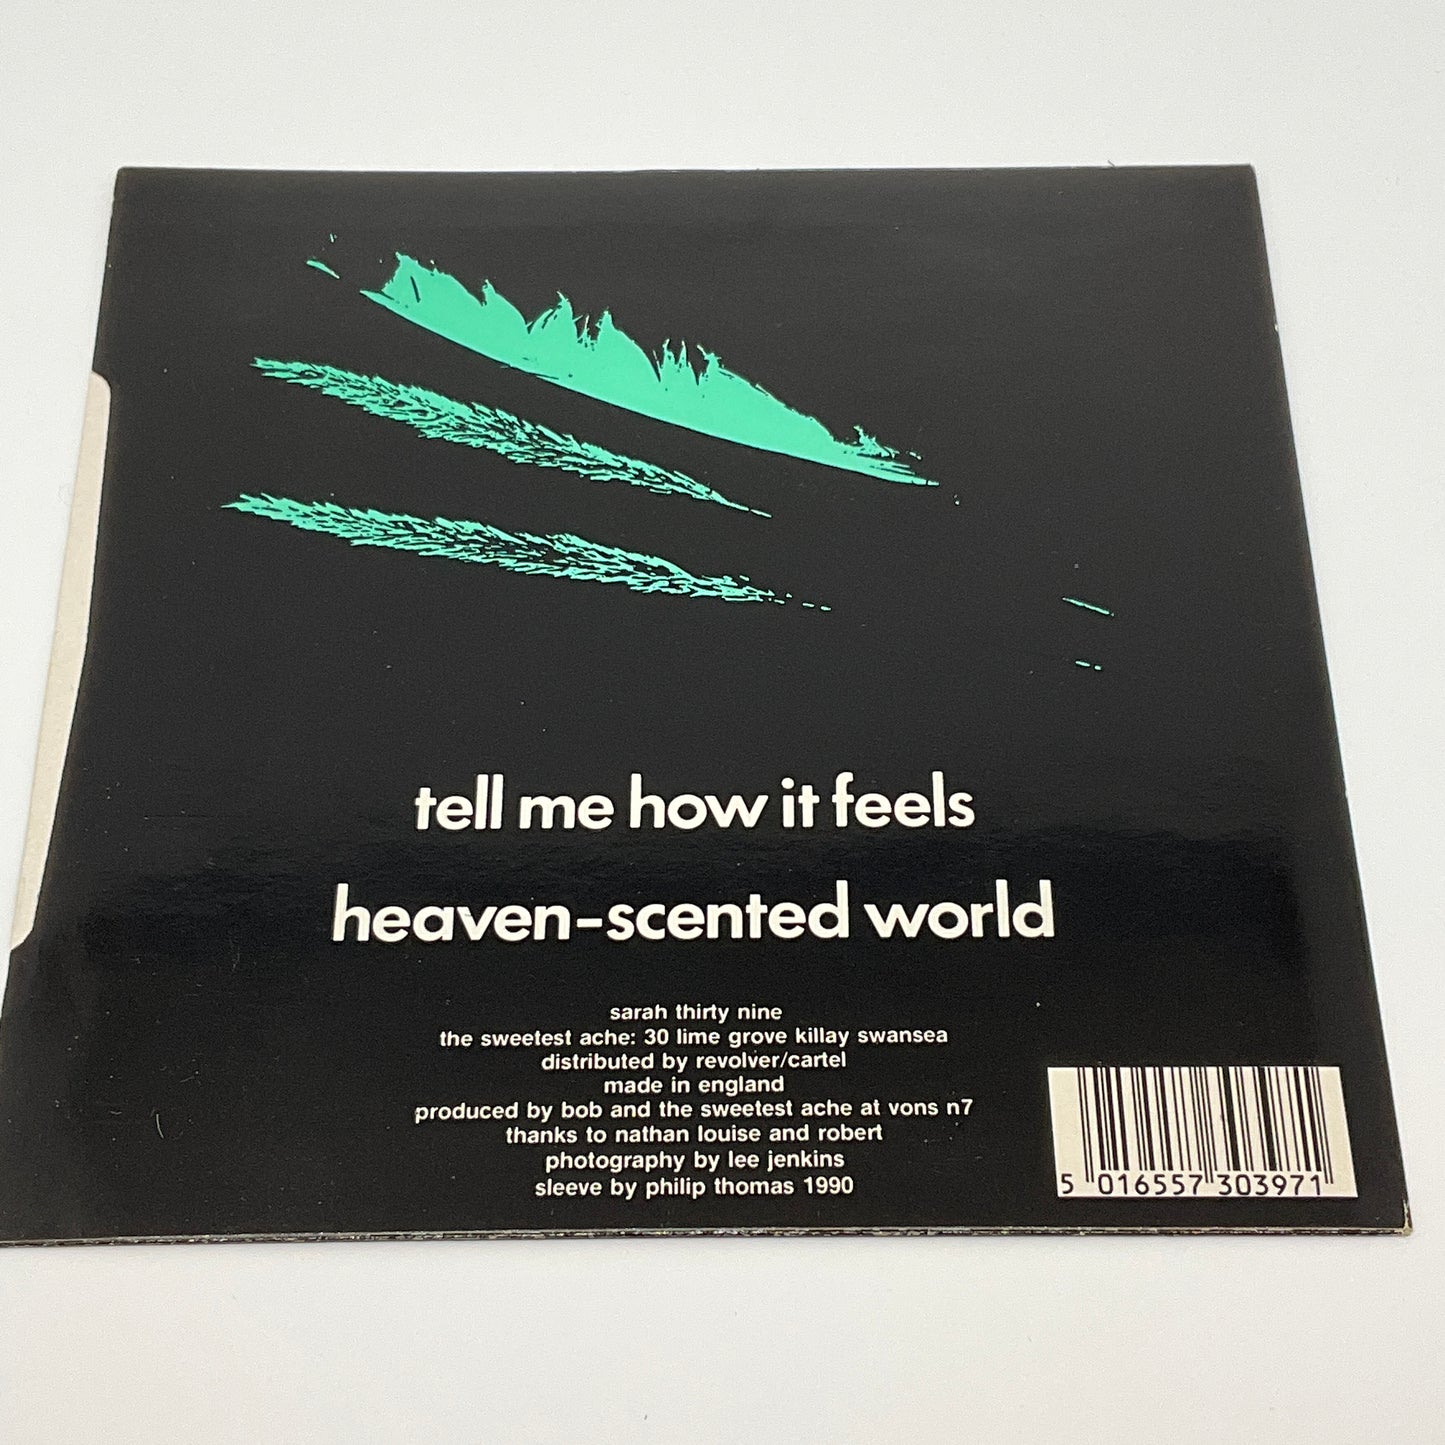 tell me how it feels
heaven-scented world
sarah thirty nine
the sweetest ache: 30 lime grove killay swansea
distributed by revolver/cartel
made in england
produced by bob and the sweetest ache at vons n7
thanks to nathan louise and robert
photography by lee jenkins
sleeve by philip thomas 1990
5 016557 303971